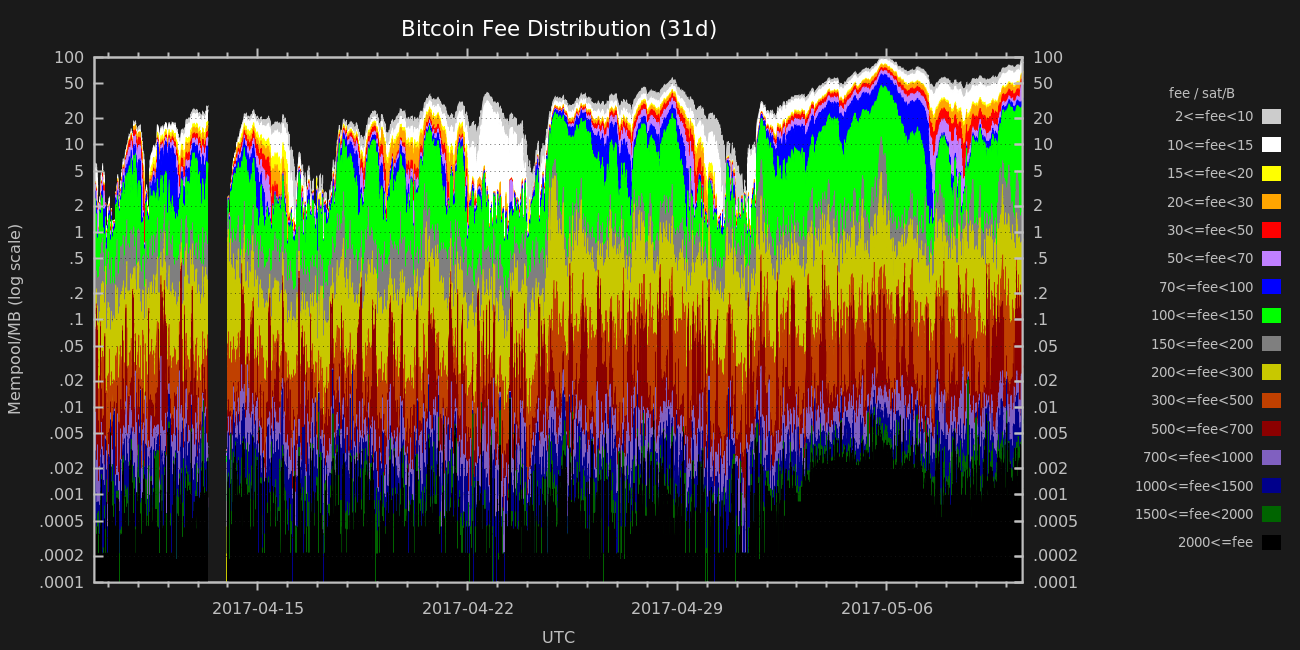 Bitcoin Fee Distribution (31d)
Mempool/MB (log scale)
100
50
20
10
5
2
1
.5
.2
.1
.05
.02
.01
.005
.002
.001
.0005
.0002
.0001
100
50
20
10
5
2
1
.5
.2
.1
.05
.02
.01
.005
.002
.001
.0005
.0002
.0001
2017-04-15 2017-04-22 2017-04-29 2017-05-06
UTC
fee / sat/B
2<=fee<10
10<=fee<15
15<=fee<20
20<=fee<30
30<=fee<50
50<=fee<70
70<=fee<100
100<=fee<150
150<=fee<200
200<=fee<300
300<=fee<500
500<=fee<700
700<=fee<1000
1000<=fee<1500
1500<=fee<2000
2000<=fee